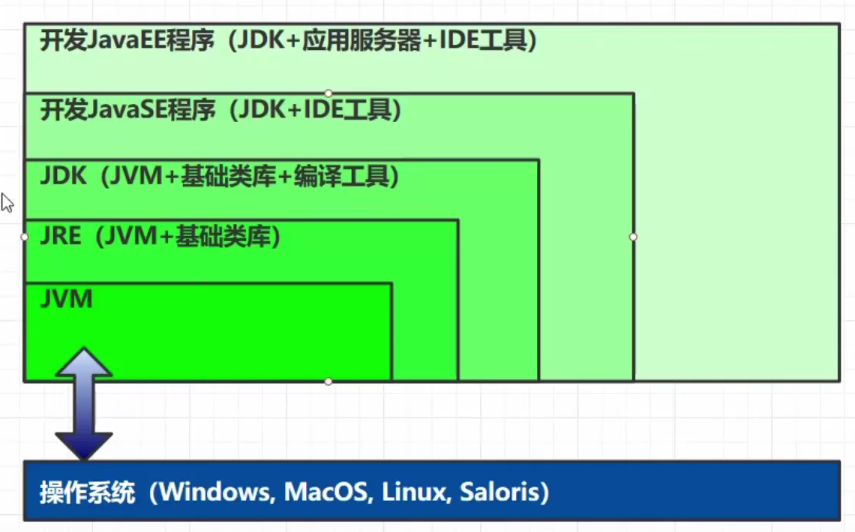 开发JavaEE程序（JDK+应用服务器+IDE工具）
开发JavaSE程序（JDK+IDE工具）
JDK（JVM+基础类库+编译工具）
JRE（JVM+基础类库）
JVM
操作系统（Windows, MacOS, Linux, Saloris）